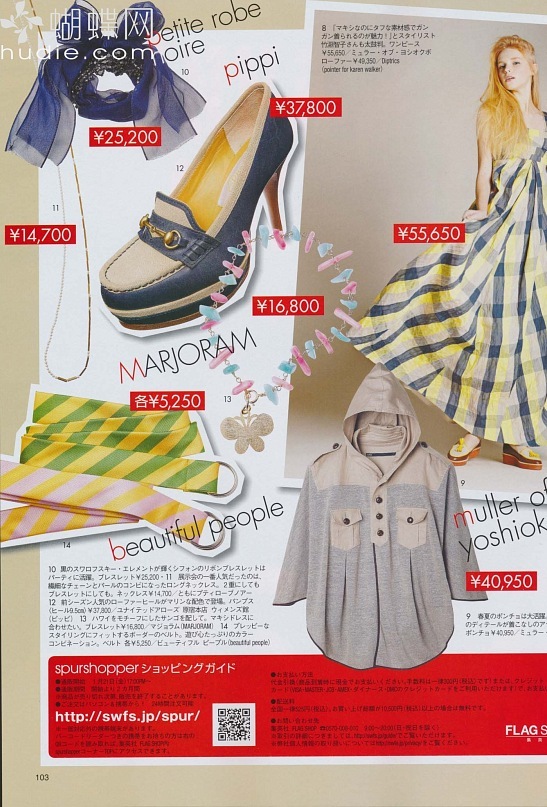 蝴蝶网
hudie.com
petite robe
noire
10
¥25,200
pippi
¥37,800
12
8 「マキシなのにタフな素材感でガン
ガン着られるのが魅力！」とスタイリスト
竹淵智子さんも太鼓判。ワンピース
¥55,650／ミュラー・オブ・ヨシオクボ
ローファー¥49,350／Diptrics
(pointer for karen walker)
11
¥14,700
¥55,650
¥16,800
MARJORAM
各¥5,250
13
14
beautiful people
9
muller of
yoshiok
¥40,950
10 黒のスワロフスキー・エレメントが輝くシフォンのリボンブレスレットは
パーティに活躍。ブレスレット¥25,200・11 展示会の一番人気だったのは、
繊細なチェーンとパールのコンビになったロングネックレス。2重にしても
ブレスレットにしても。ネックレス¥14,700／ともにプティローブノアー
12 前シーズン人気のローファーヒールがマリンな配色で登場。パンプス
(ヒール9.5cm)¥37,800／ユナイテッドアローズ 原宿本店 ウィメンズ館
(ピッピ) 13 ハワイをモチーフにしたサンゴを配して。マキシドレスに
合わせたい。ブレスレット¥16,800／マジョラム(MARJORAM) 14 プレッピーな
スタイリングにフィットするボーダーのベルト。遊び心たっぷりのカラー
コンビネーション。ベルト 各¥5,250／ビューティフル ピープル(beautiful people)
9 春夏のポンチョは大活躍
のディテールが着こなしのア
ポンチョ¥40,950／ミュラー・
spurshopper ショッピングガイド
http://swfs.jp/spur/
●お支払い方法
●配送料
●お問い合わせ先
FLAG S
103